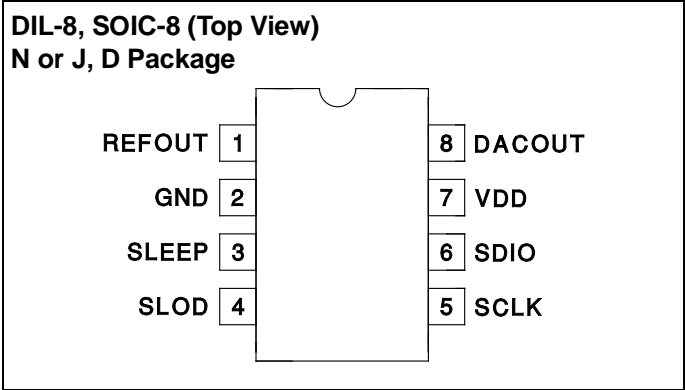 DIL-8, SOIC-8 (Top View)
N or J, D Package
REFOUT 1 8 DACOUT
GND 2 7 VDD
SLEEP 3 6 SDIO
SLOD 4 5 SCLK